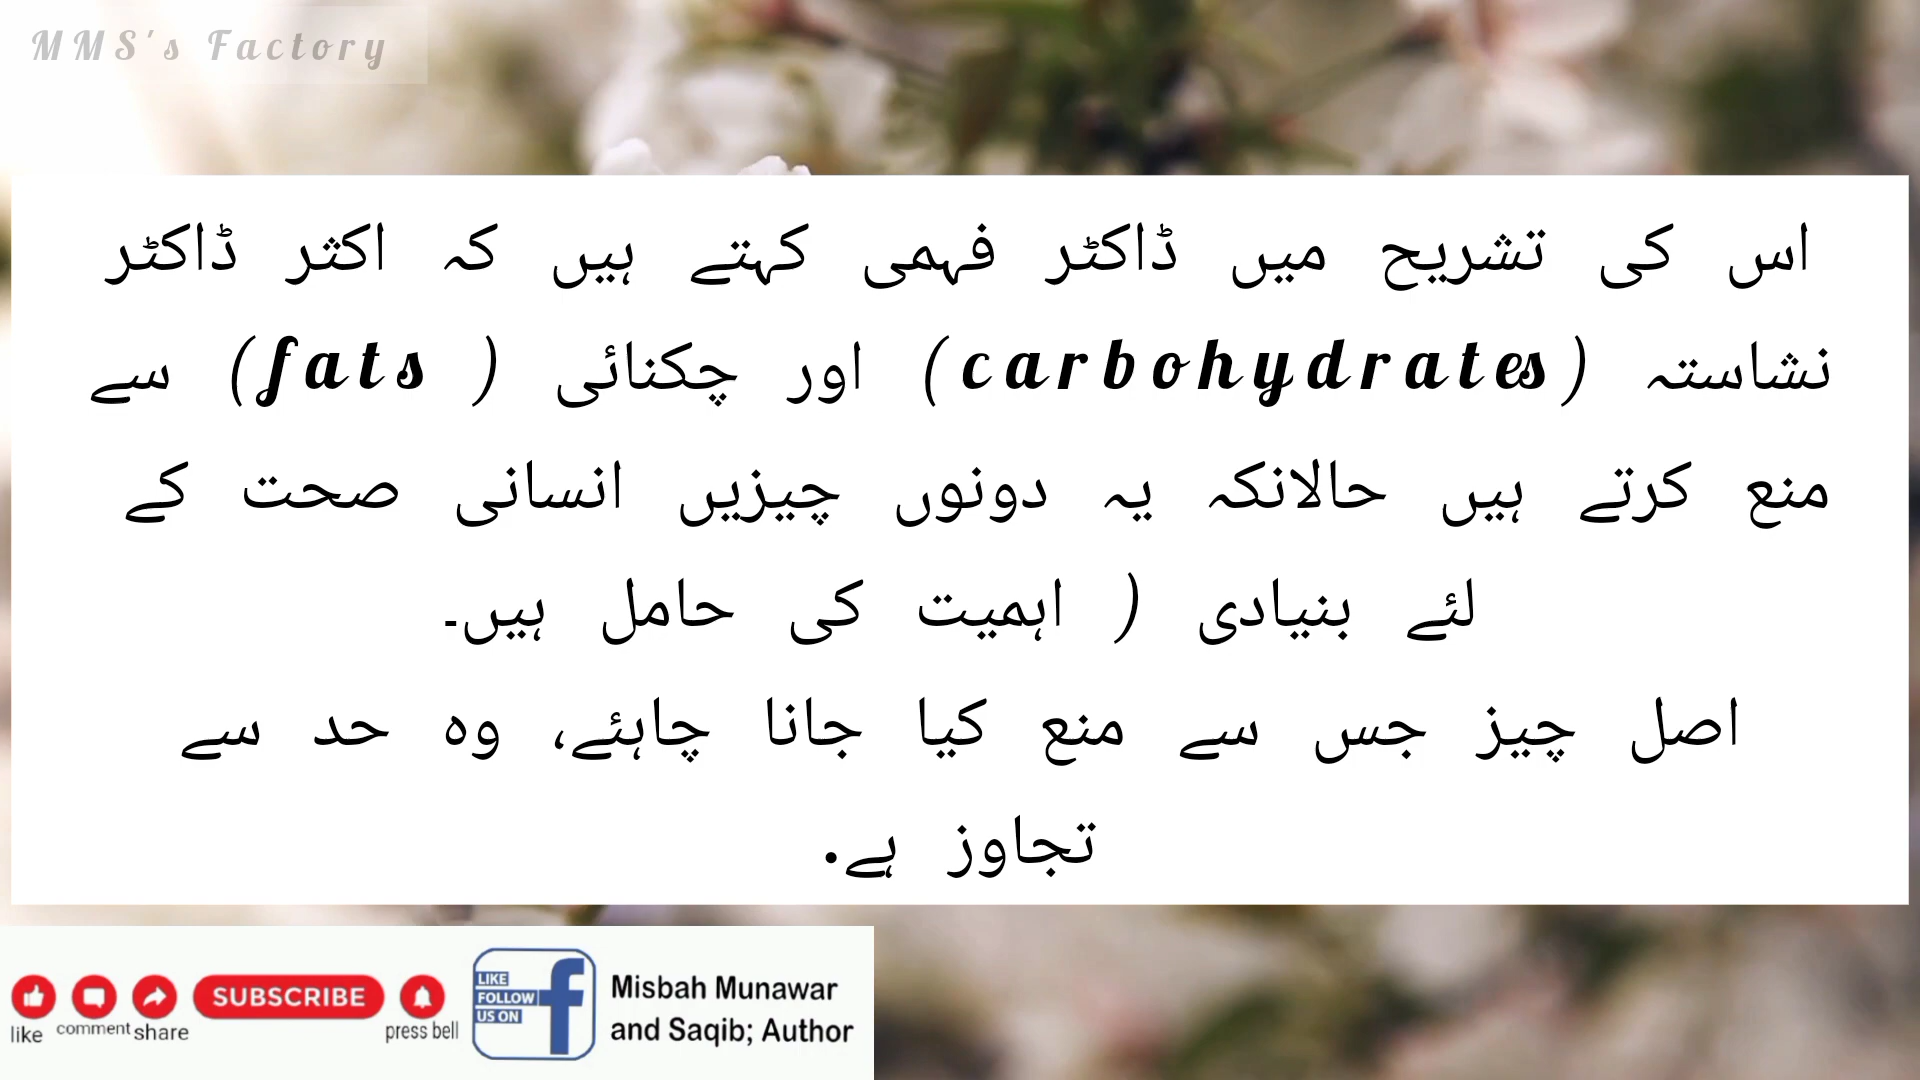 MMS's Factory
اس کی تشریح میں ڈاکٹر فہمی کہتے ہیں کہ اکثر ڈاکٹر
نشاستہ (carbohydrates) اور چکنائی ( fats) سے
منع کرتے ہیں حالانکہ یہ دونوں چیزیں انسانی صحت کے
لئے بنیادی ( اہمیت کی حامل ہیں۔
اصل چیز جس سے منع کیا جانا چاہئے، وہ حد سے
تجاوز ہے.
SUBSCRIBE
like comment share press bell
LIKE
FOLLOW
US ON
Misbah Munawar
and Saqib; Author